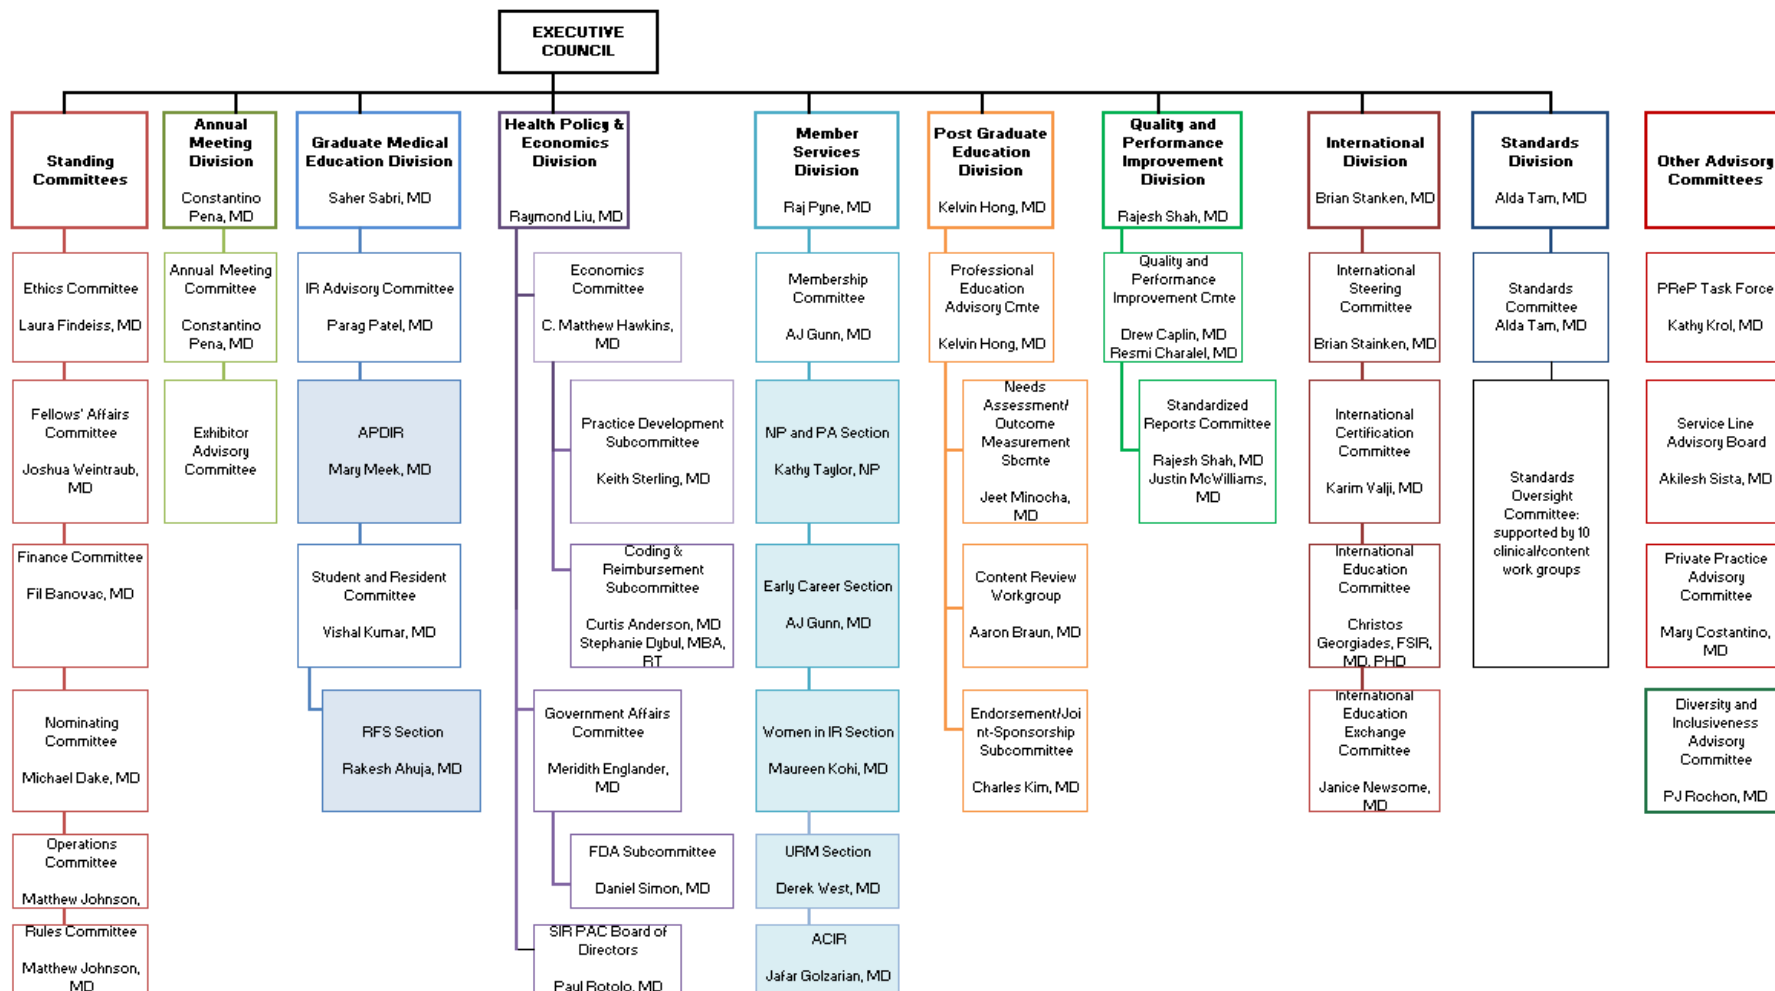 EXECUTIVE
COUNCIL
Standing
Committees
Annual
Meeting
Division
Constantino
Pena, MD
Graduate Medical
Education Division
Saher Sabri, MD
Health Policy &
Economics
Division
Raymond Liu, MD
Member
Services
Division
Raj Pyne, MD
Post Graduate
Education
Division
Kelvin Hong, MD
Quality and
Performance
Improvement
Division
Rajesh Shah, MD
International
Division
Brian Stanken, MD
Standards
Division
Alda Tam, MD
Other Advisory
Committees
Ethics Committee
Laura Findeiss, MD
Annual Meeting
Committee
Constantino
Pena, MD
IR Advisory Committee
Parag Patel, MD
Economics
Committee
C. Matthew Hawkins,
MD
Membership
Committee
AJ Gunn, MD
Professional
Education
Advisory Cmte
Kelvin Hong, MD
Quality and
Performance
Improvement Cmte
Drew Caplin, MD
Resmi Charalel, MD
International
Steering
Committee
Brian Stainken, MD
Standards
Committee
Alda Tam, MD
PReP Task Force
Kathy Krol, MD
Fellows' Affairs
Committee
Joshua Weintraub,
MD
Exhibitor
Advisory
Committee
APDIR
Mary Meek, MD
Practice Development
Subcommittee
Keith Sterling, MD
NP and PA Section
Kathy Taylor, NP
Needs
Assessment/
Outcome
Measurement
Sbcmte
Jeet Minocha,
MD
Standardized
Reports Committee
Rajesh Shah, MD
Justin McWilliams,
MD
International
Certification
Committee
Karim Valji, MD
Standards
Oversight
Committee:
supported by 10
clinical/content
work groups
Service Line
Advisory Board
Akilesh Sista, MD
Finance Committee
Fil Banovac, MD
Student and Resident
Committee
Vishal Kumar, MD
Coding &
Reimbursement
Subcommittee
Curtis Anderson, MD
Stephanie Dybul, MBA,
RT
Early Career Section
AJ Gunn, MD
Content Review
Workgroup
Aaron Braun, MD
International
Education
Committee
Christos
Georgiades, FSIR,
MD, PHD
Private Practice
Advisory
Committee
Mary Costantino,
MD
Nominating
Committee
Michael Dake, MD
RFS Section
Rakesh Ahuja, MD
Government Affairs
Committee
Meridith Englander,
MD
Women in IR Section
Maureen Kohi, MD
Endorsement/Joi
nt-Sponsorship
Subcommittee
Charles Kim, MD
International
Education
Exchange
Committee
Janice Newsome,
MD
Diversity and
Inclusiveness
Advisory
Committee
PJ Rochon, MD
Operations
Committee
Matthew Johnson,
FDA Subcommittee
Daniel Simon, MD
URM Section
Derek West, MD
Rules Committee
Matthew Johnson,
MD
SIR PAC Board of
Directors
Paul Rotolo, MD
ACIR
Jafar Golzarian, MD